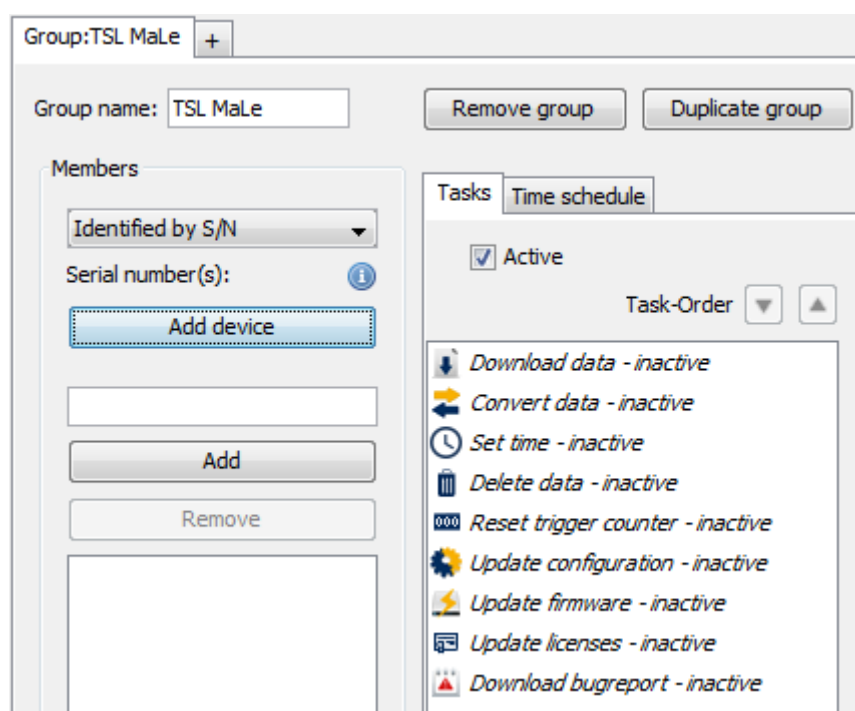 Group:TSL MaLe +
Group name: TSL MaLe Remove group Duplicate group
Members
Identified by S/N
Serial number(s):
Add device
Add
Remove
Tasks Time schedule
Active
Task-Order
Download data - inactive
Convert data - inactive
Set time - inactive
Delete data - inactive
000 Reset trigger counter - inactive
Update configuration - inactive
Update firmware - inactive
Update licenses - inactive
Download bugreport - inactive